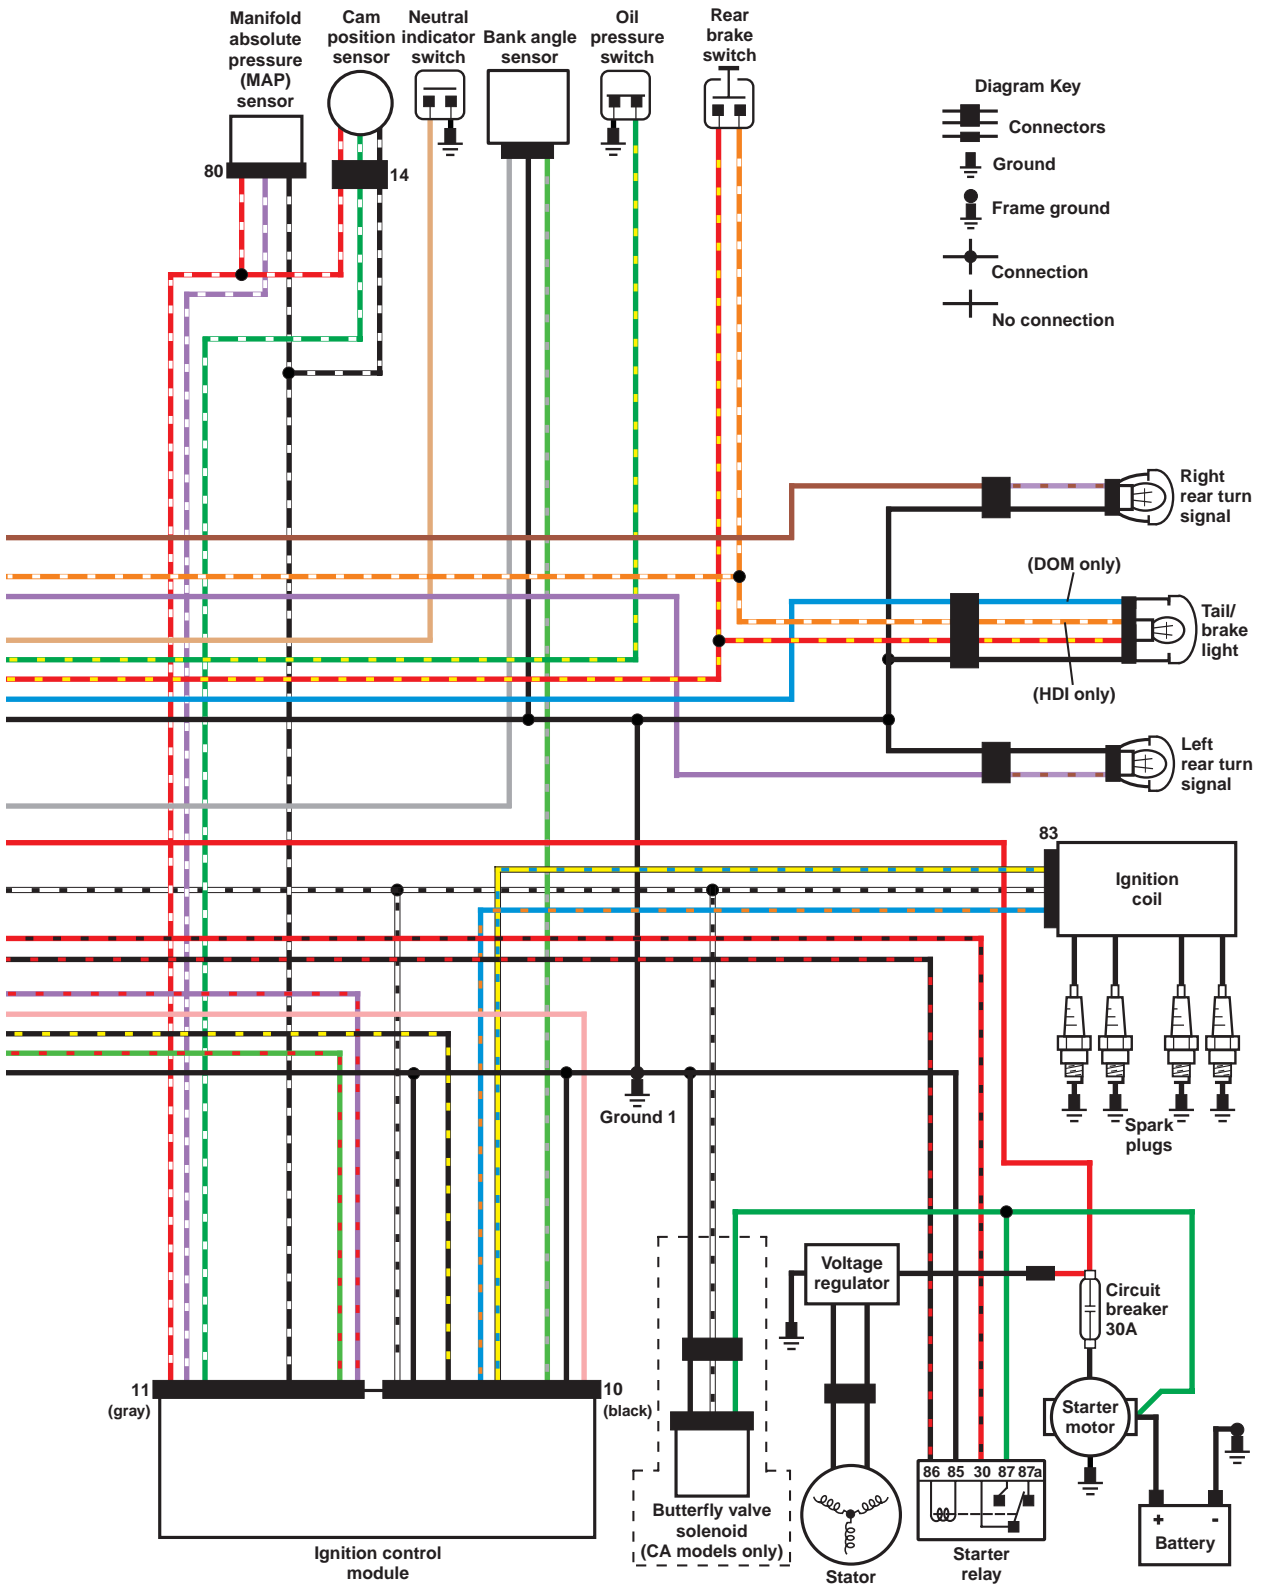 Manifold
absolute
pressure
(MAP)
sensor
Cam
position
sensor
Neutral
indicator
switch
Bank angle
sensor
Oil
pressure
switch
Rear
brake
switch
Diagram Key
Connectors
Ground
Frame ground
Connection
No connection
80
14
Right
rear turn
signal
(DOM only)
Tail/
brake
light
(HDI only)
Left
rear turn
signal
83
Ignition
coil
Spark
plugs
Ground 1
Voltage
regulator
Circuit
breaker
30A
11
(gray)
10
(black)
Starter
motor
86 85 30 87 87a
+ -
Battery
Butterfly valve
solenoid
(CA models only)
Ignition control
module
Stator
Starter
relay